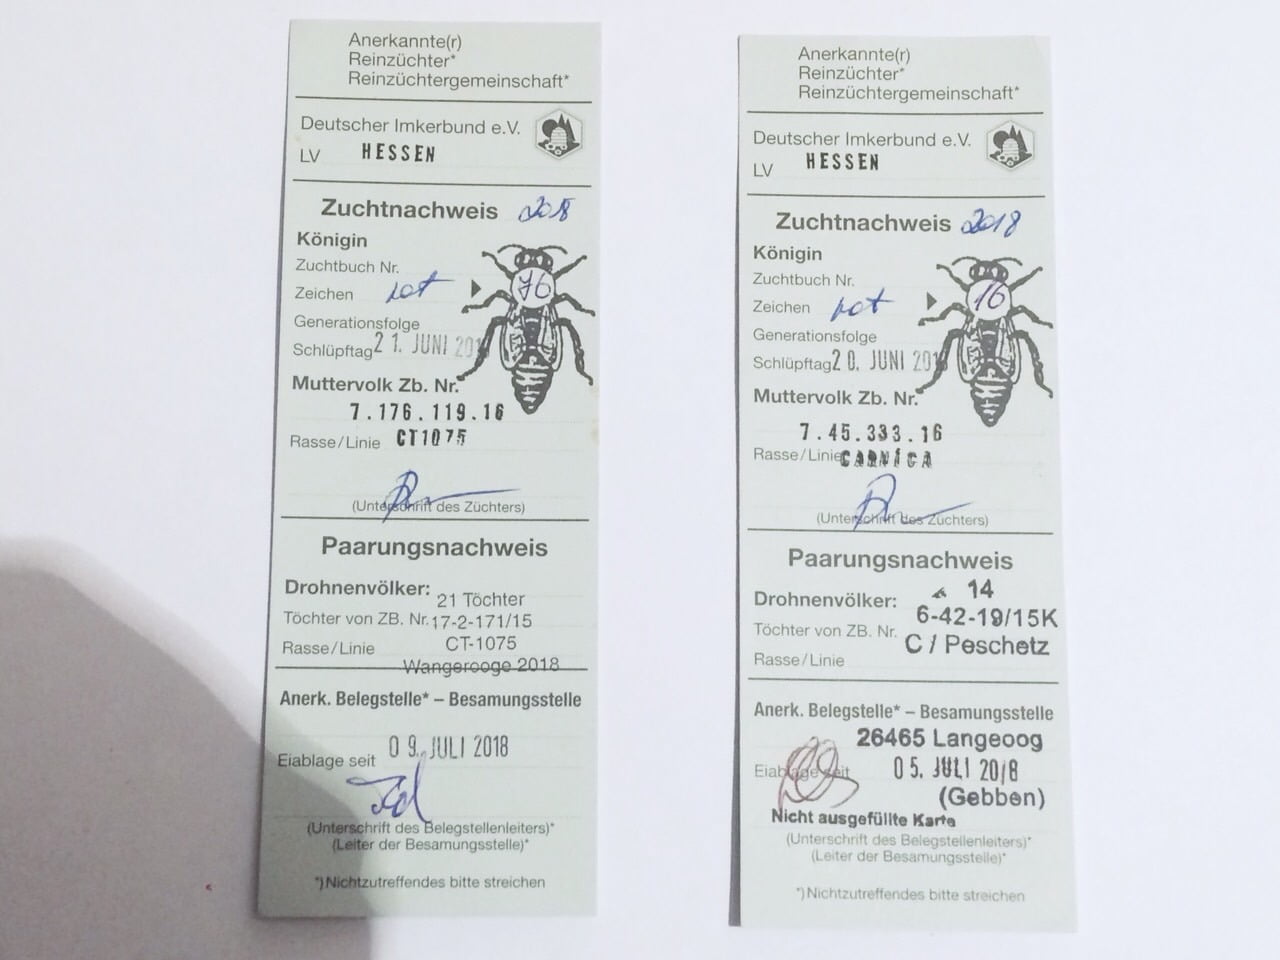 Anerkannte(r)
Reinzüchter*
Reinzüchtergemeinschaft*
Deutscher Imkerbund e.V.
LV HESSEN
Zuchtnachweis 2018
Königin
Zuchtbuch Nr.
Zeichen rot 76
Generationsfolge
Schlüpftag 21. JUNI 201
Muttervolk Zb. Nr.
7.176.119.16
Rasse/Linie CT1075
(Unterschrift des Züchters)
Paarungsnachweis
Drohnenvölker: 21 Töchter
Töchter von ZB. Nr. 17-2-171/15
Rasse/Linie CT-1075
Wangerooge 2018
Anerk. Belegstelle* – Besamungsstelle
Eiablage seit 09. JULI 2018
(Unterschrift des Belegstellenleiters)*
(Leiter der Besamungsstelle)*
*) Nichtzutreffendes bitte streichen
Anerkannte(r)
Reinzüchter*
Reinzüchtergemeinschaft*
Deutscher Imkerbund e.V.
LV HESSEN
Zuchtnachweis 2018
Königin
Zuchtbuch Nr.
Zeichen rot 16
Generationsfolge
Schlüpftag 20. JUNI 201
Muttervolk Zb. Nr.
7.45.333.16
Rasse/Linie CARNICA
(Unterschrift des Züchters)
Paarungsnachweis
Drohnenvölker: 14
Töchter von ZB. Nr. 6-42-19/15K
Rasse/Linie C / Peschetz
Anerk. Belegstelle* – Besamungsstelle
26465 Langeoog
Eiablage seit 05. JULI 2018
(Gebben)
Nicht ausgefüllte Karte
(Unterschrift des Belegstellenleiters)*
(Leiter der Besamungsstelle)*
*) Nichtzutreffendes bitte streichen